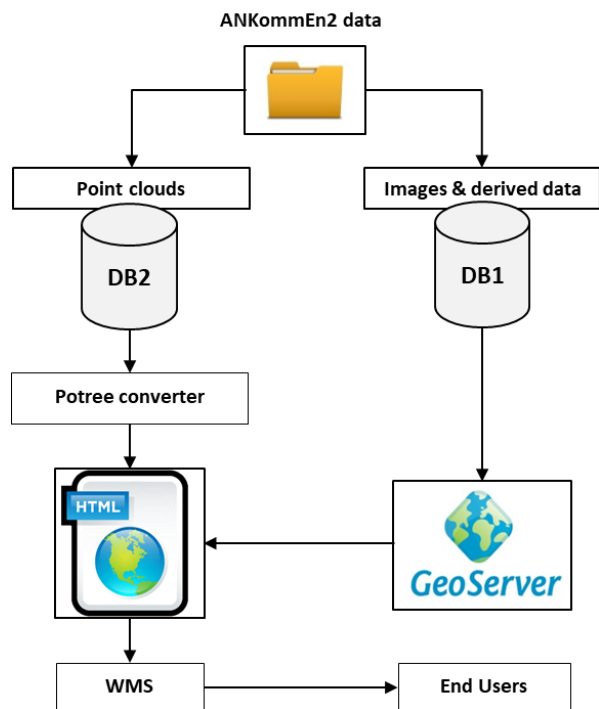 ANKommEn2 data
Point clouds
Images & derived data
DB2
DB1
Potree converter
HTML
GeoServer
WMS
End Users